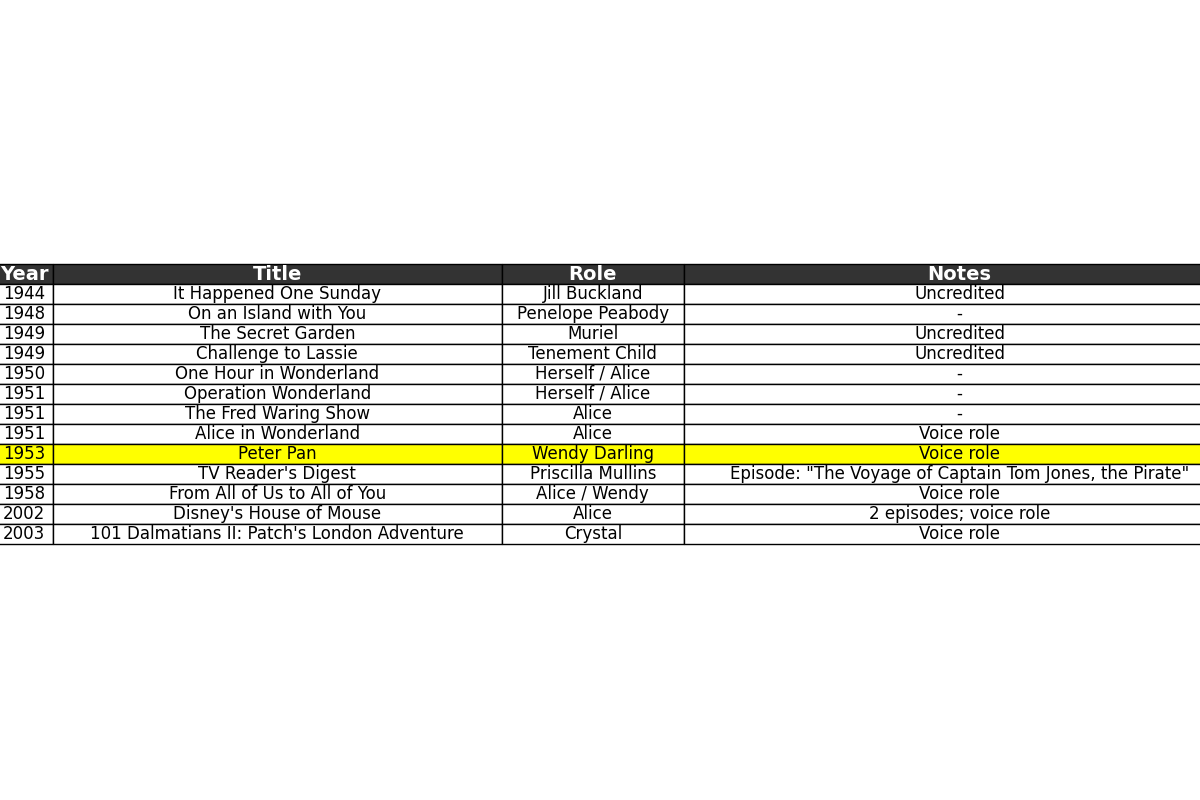 Year Title Role Notes
1944 It Happened One Sunday Jill Buckland Uncredited
1948 On an Island with You Penelope Peabody -
1949 The Secret Garden Muriel Uncredited
1949 Challenge to Lassie Tenement Child Uncredited
1950 One Hour in Wonderland Herself / Alice -
1951 Operation Wonderland Herself / Alice -
1951 The Fred Waring Show Alice -
1951 Alice in Wonderland Alice Voice role
1953 Peter Pan Wendy Darling Voice role
1955 TV Reader's Digest Priscilla Mullins Episode: "The Voyage of Captain Tom Jones, the Pirate"
1958 From All of Us to All of You Alice / Wendy Voice role
2002 Disney's House of Mouse Alice 2 episodes; voice role
2003 101 Dalmatians II: Patch's London Adventure Crystal Voice role